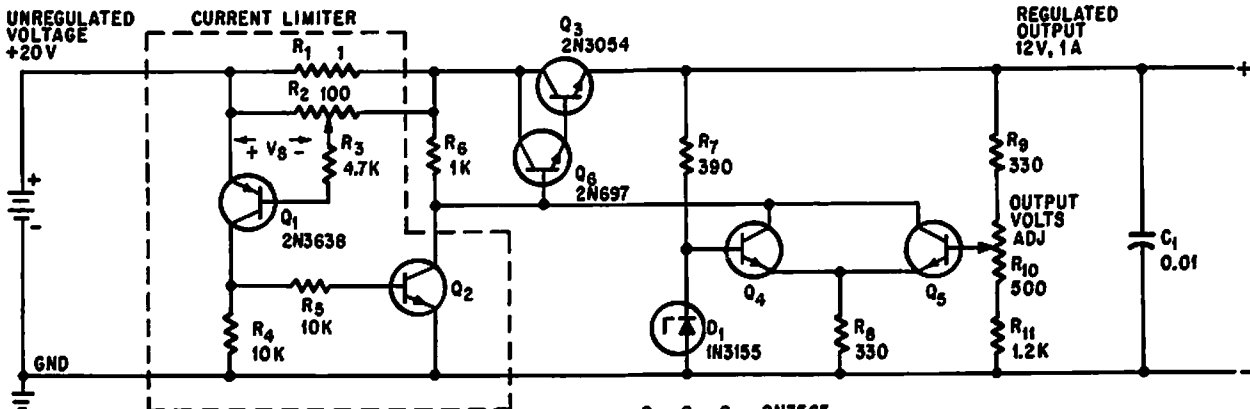 UNREGULATED
VOLTAGE
+20V
CURRENT LIMITER
R1 1
R2 100
+ VS -
R3
4.7K
R6
1K
Q3
2N3054
Q6
2N697
REGULATED
OUTPUT
12V, 1A
+
R7
390
R9
330
OUTPUT
VOLTS
ADJ
R10
500
R11
1.2K
C1
0.01
+
-
Q1
2N3638
R5
10K
Q2
R4
10K
Q4
Q5
D1
1N3155
R8
330
GND
-